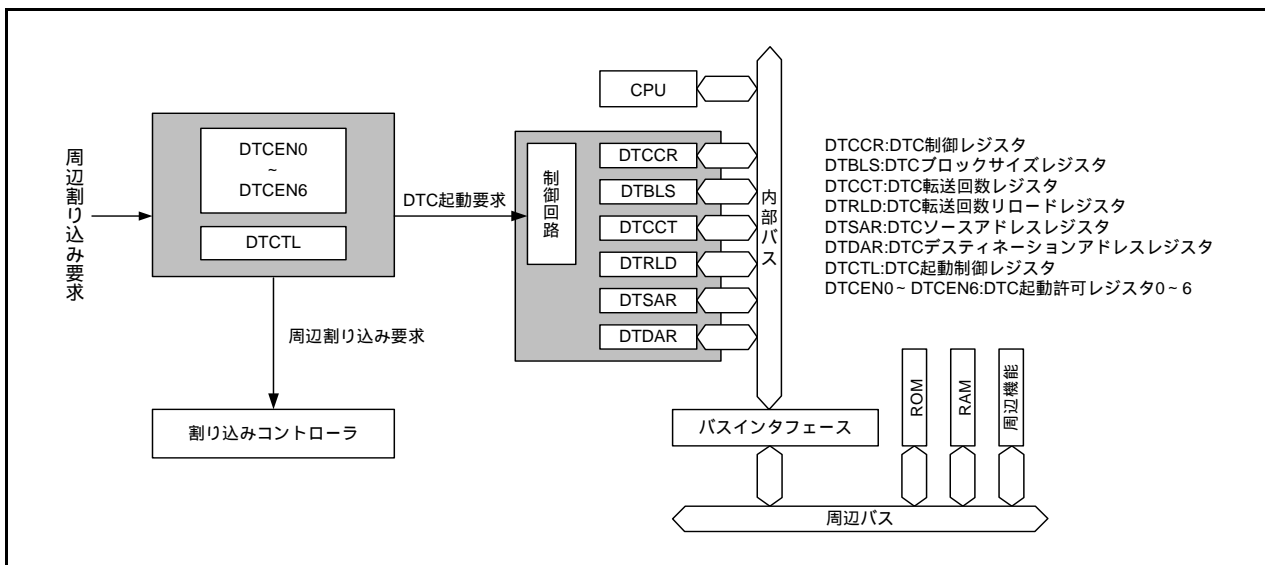 周辺割り込み要求
DTCEN0
~
DTCEN6
DTCTL
DTC起動要求
周辺割り込み要求
割り込みコントローラ
制御回路
CPU
DTCCR
DTBLS
DTCCT
DTRLD
DTSAR
DTDAR
内部バス
DTCCR:DTC制御レジスタ
DTBLS:DTCブロックサイズレジスタ
DTCCT:DTC転送回数レジスタ
DTRLD:DTC転送回数リロードレジスタ
DTSAR:DTCソースアドレスレジスタ
DTDAR:DTCデスティネーションアドレスレジスタ
DTCTL:DTC起動制御レジスタ
DTCEN0~ DTCEN6:DTC起動許可レジスタ0~6
バスインタフェース
ROM
RAM
周辺機能
周辺バス